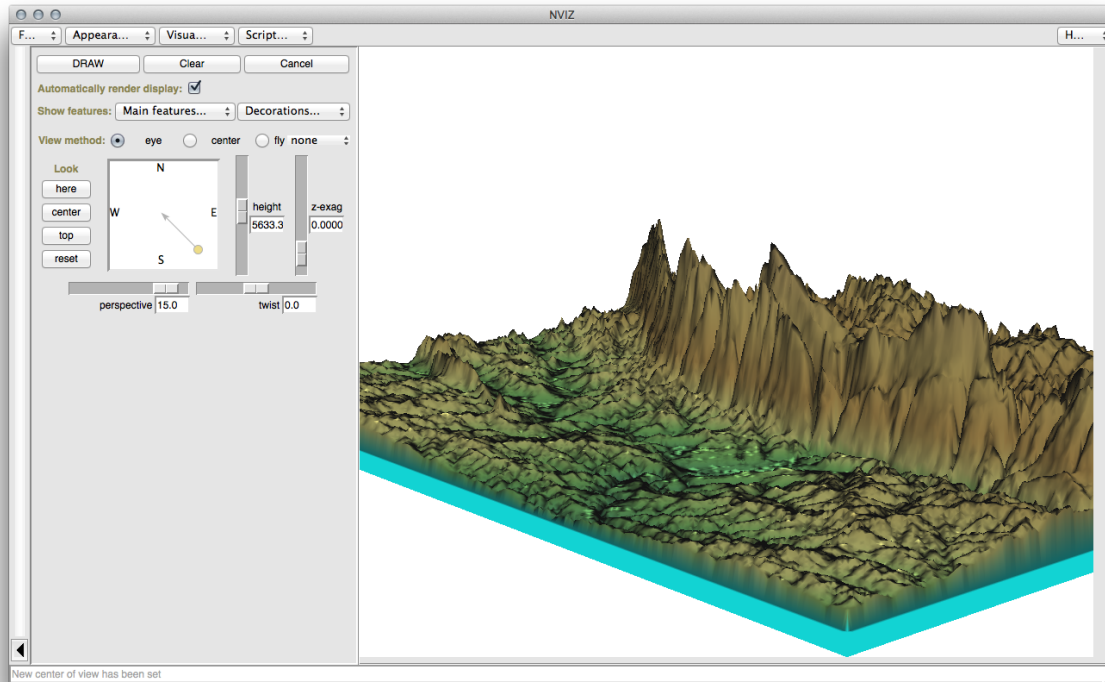 NVIZ
F... Appeara... Visua... Script... H...
DRAW Clear Cancel
Automatically render display:
Show features: Main features... Decorations...
View method: eye center fly none
Look
N
here
W E
height z-exag
center
5633.3 0.0000
top
reset
S
perspective 15.0 twist 0.0
New center of view has been set